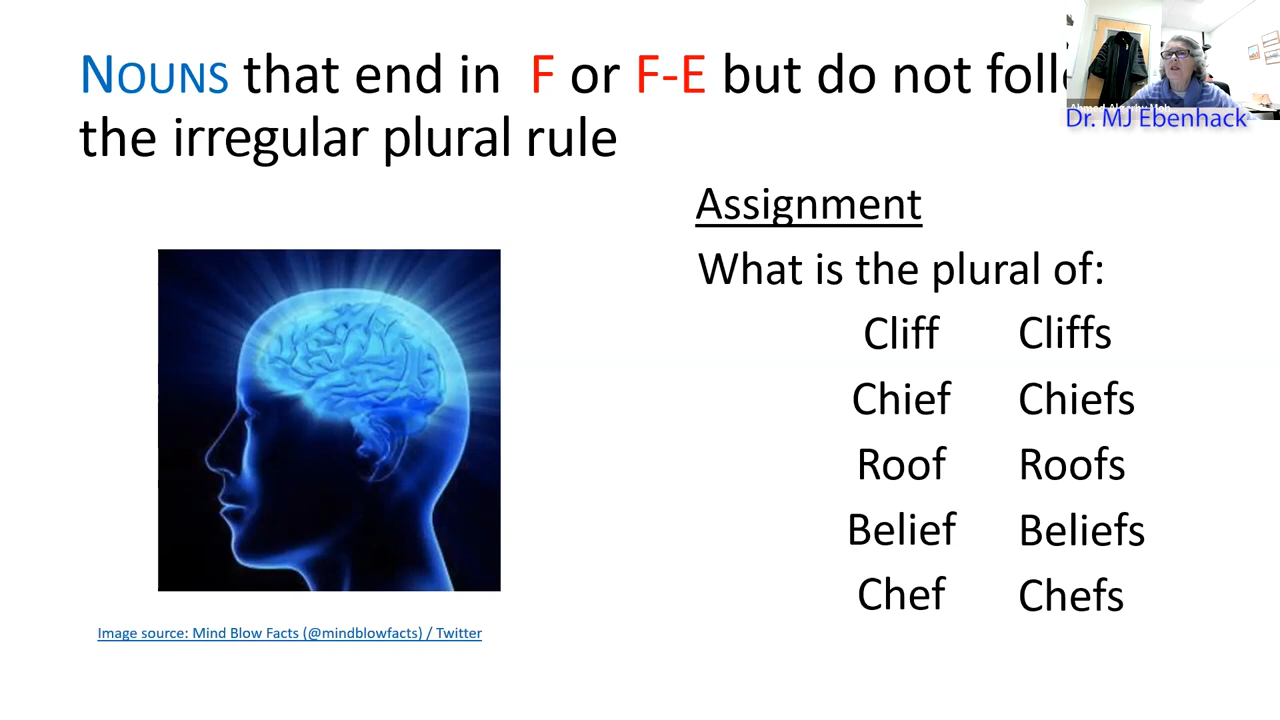 NOUNS that end in F or F-E but do not foll
the irregular plural rule
Dr. MJ Ebenhack
Assignment
What is the plural of:
Cliff Cliffs
Chief Chiefs
Roof Roofs
Belief Beliefs
Chef Chefs
Image source: Mind Blow Facts (@mindblowfacts) / Twitter